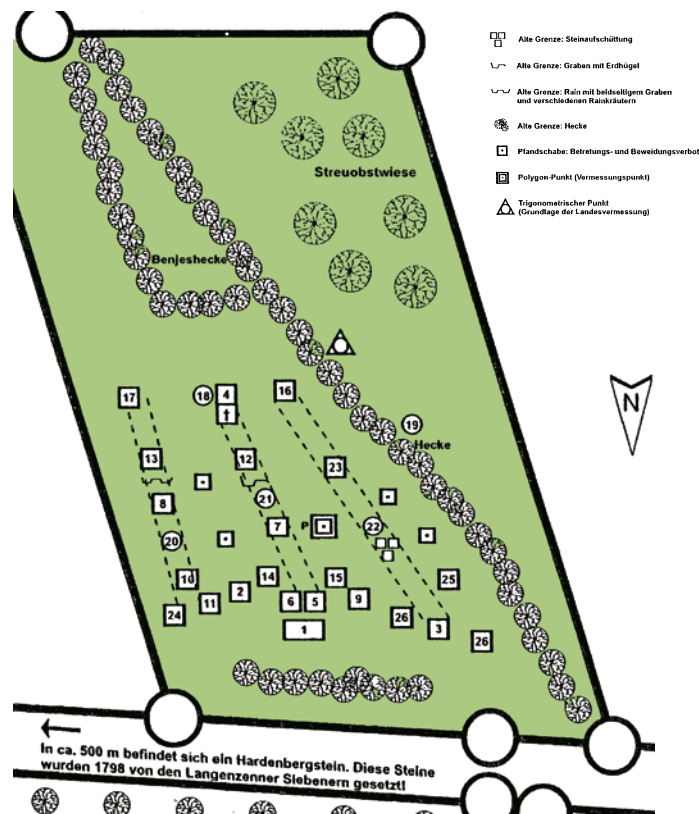 Alte Grenze: Steinaufschüttung
Alte Grenze: Graben mit Erdhügel
Alte Grenze: Rain mit beidseitigem Graben
und verschiedenen Rainkräutern
Alte Grenze: Hecke
Pfandschabe: Betretungs- und Beweidungsverbot
Polygon-Punkt (Vermessungspunkt)
Trigonometrischer Punkt
(Grundlage der Landesvermessung)
Streuobstwiese
Benjeshecke
17
18
4
16
19
Hecke
13
12
23
8
21
7
P
22
20
10
14
15
25
24
11
2
6
5
9
26
3
26
1
N
In ca. 500 m befindet sich ein Hardenbergstein. Diese Steine
wurden 1798 von den Langenzenner Siebenern gesetzt!